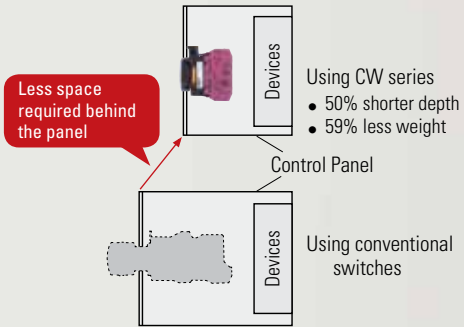 Devices
Using CW series
• 50% shorter depth
• 59% less weight
Less space
required behind
the panel
Control Panel
Devices
Using conventional
switches